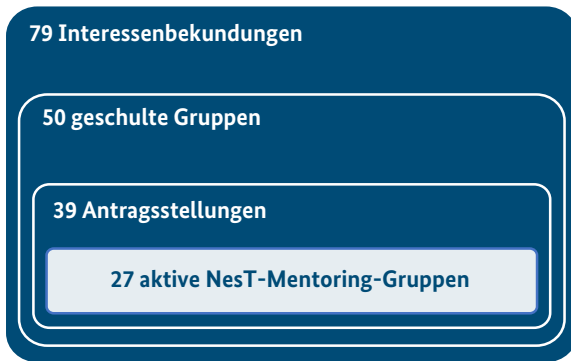 79 Interessenbekundungen
50 geschulte Gruppen
39 Antragsstellungen
27 aktive NesT-Mentoring-Gruppen